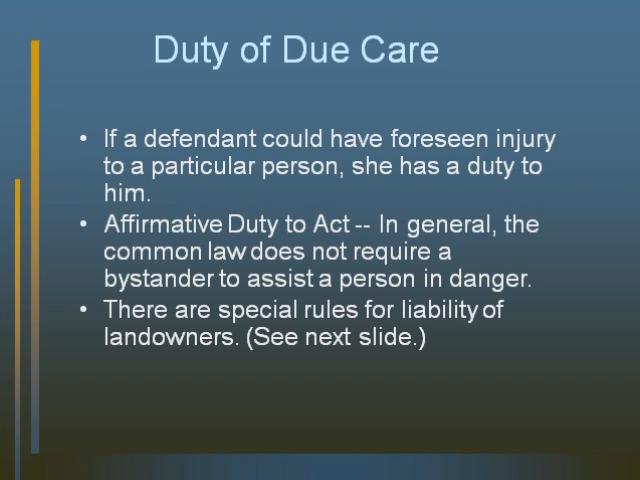 Duty of Due Care
• If a defendant could have foreseen injury
to a particular person, she has a duty to
him.
• Affirmative Duty to Act -- In general, the
common law does not require a
bystander to assist a person in danger.
• There are special rules for liability of
landowners. (See next slide.)